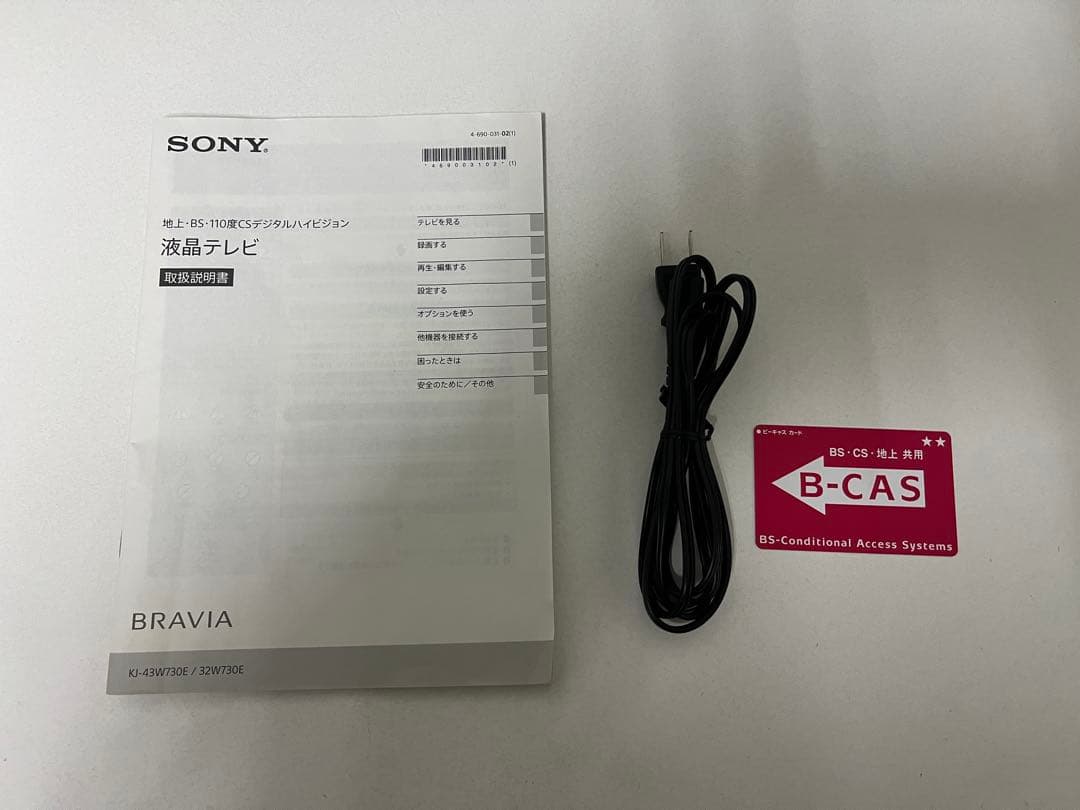 SONY®
4-690-031-02(1)
*469003102*(1)
地上・BS・110度CSデジタルハイビジョン
液晶テレビ
取扱説明書
テレビを見る
録画する
再生・編集する
設定する
オプションを使う
他機器を接続する
困ったときは
安全のために／その他
BRAVIA
KJ-43W730E / 32W730E
●ビーキャス カード
★★
BS・CS・地上 共用
B-CAS
BS-Conditional Access Systems